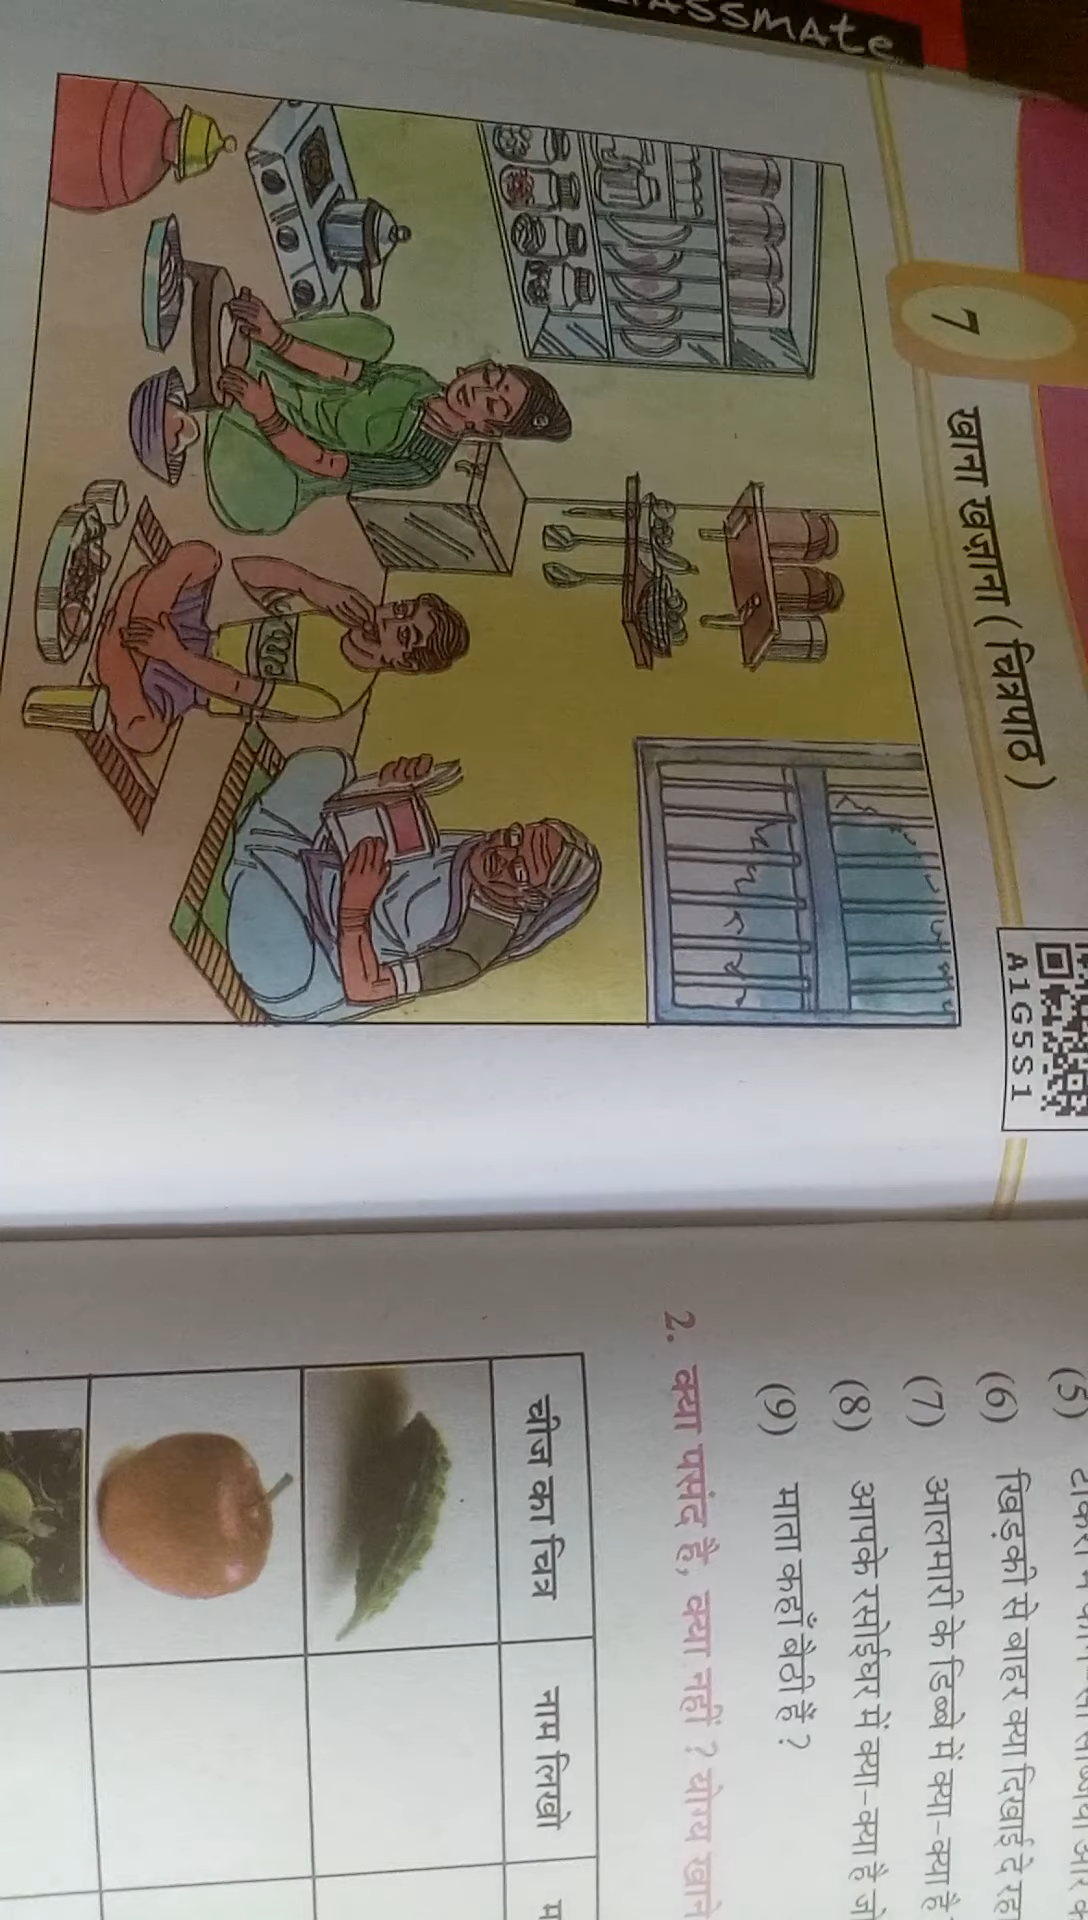 7
खाना खज़ाना ( चित्रपाठ )
A1G5S1
(5)
(6) खिड़की से बाहर क्या दिखाई दे रहा
(7) आलमारी के डिब्बे में क्या-क्या है
(8) आपके रसोईघर में क्या-क्या है जो
(9) माता कहाँ बैठी हैं ?
2. क्या पसंद है, क्या नहीं ? योग्य खाने
चीज का चित्र
नाम लिखो